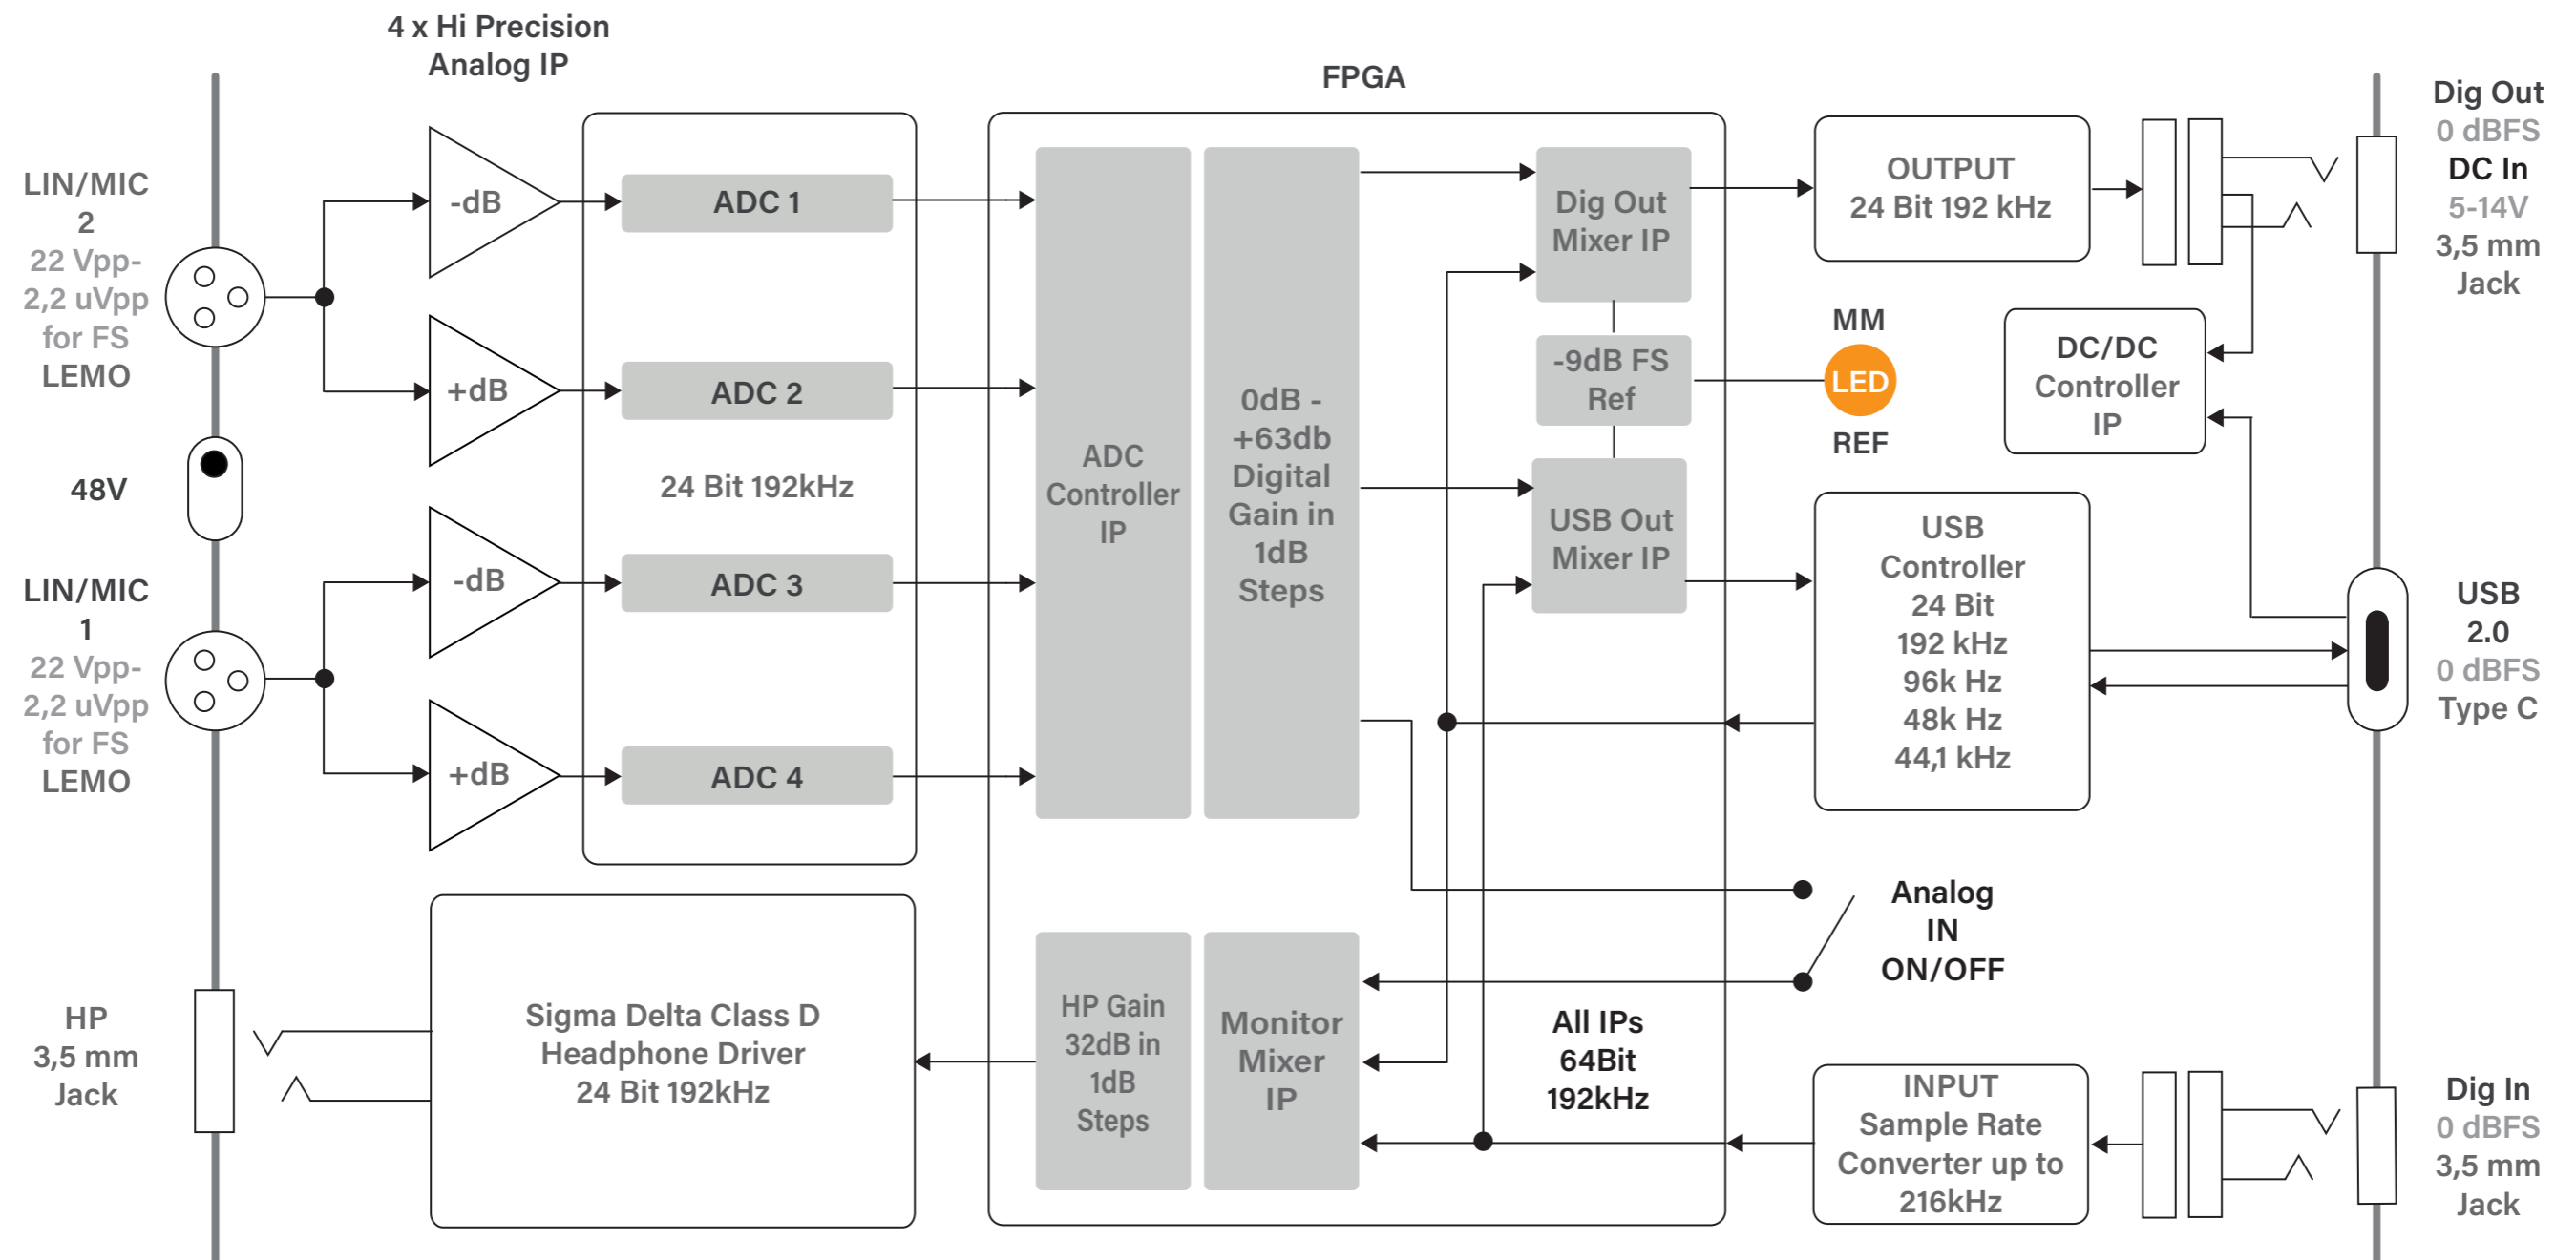 4 x Hi Precision
Analog IP
FPGA
LIN/MIC
2
22 Vpp-
2,2 uVpp
for FS
LEMO
48V
LIN/MIC
1
22 Vpp-
2,2 uVpp
for FS
LEMO
HP
3,5 mm
Jack
-dB
+dB
-dB
+dB
ADC 1
ADC 2
24 Bit 192kHz
ADC 3
ADC 4
Sigma Delta Class D
Headphone Driver
24 Bit 192kHz
ADC
Controller
IP
0dB -
+63db
Digital
Gain in
1dB
Steps
HP Gain
32dB in
1dB
Steps
Monitor
Mixer
IP
Dig Out
Mixer IP
-9dB FS
Ref
USB Out
Mixer IP
All IPs
64Bit
192kHz
OUTPUT
24 Bit 192 kHz
MM
LED
REF
DC/DC
Controller
IP
USB
Controller
24 Bit
192 kHz
96k Hz
48k Hz
44,1 kHz
Analog
IN
ON/OFF
INPUT
Sample Rate
Converter up to
216kHz
Dig Out
0 dBFS
DC In
5-14V
3,5 mm
Jack
USB
2.0
0 dBFS
Type C
Dig In
0 dBFS
3,5 mm
Jack